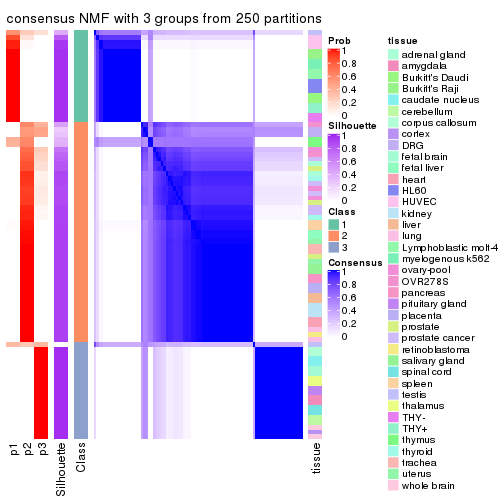 consensus NMF with 3 groups from 250 partitions
Prob
1
0.8
0.6
0.4
0.2
0
Silhouette
1
0.8
0.6
0.4
0.2
0
Class
1
2
3
Consensus
1
0.8
0.6
0.4
0.2
0
tissue
adrenal gland
amygdala
Burkitt's Daudi
Burkitt's Raji
caudate nucleus
cerebellum
corpus callosum
cortex
DRG
fetal brain
fetal liver
heart
HL60
HUVEC
kidney
liver
lung
Lymphoblastic molt-4
myelogenous k562
ovary-pool
OVR278S
pancreas
pituitary gland
placenta
prostate
prostate cancer
retinoblastoma
salivary gland
spinal cord
spleen
testis
thalamus
THY-
THY+
thymus
thyroid
trachea
uterus
whole brain
p1
p2
p3
Silhouette
Class
tissue